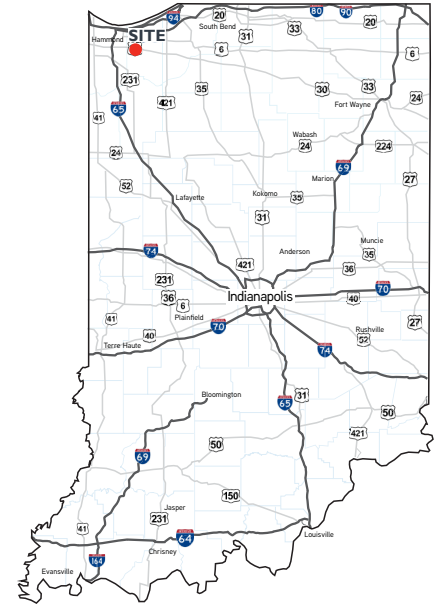 94
20
South Bend
31
33
80
90
20
Hammond
SITE
6
6
231
421
35
30
33
24
Fort Wayne
65
41
Wabash
24
224
24
69
Marion
27
52
Lafayette
Kokomo
35
31
Muncie
35
74
Anderson
421
36
231
36
6
Indianapolis
40
70
41
Plainfield
70
27
40
Rushville
52
Terre Haute
74
Bloomington
65
31
50
421
50
69
150
Jasper
231
41
64
Louisville
Chrisney
164
Evansville